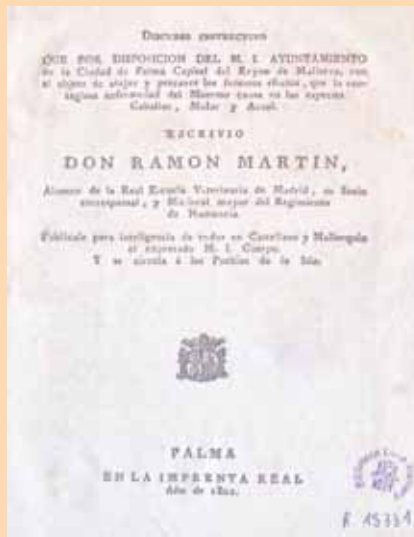 DISCURSO INSTRUCTIVO
QUE POR DISPOSICION DEL M. I. AYUNTAMIENTO
de la Ciudad de Palma Capital del Reyno de Mallorca, con
el objeto de atajar y precaver los funestos efectos, que la con-
tagiosa enfermedad del Muermo causa en las especies
Caballar, Mular y Asnal.
ESCRIVIO
DON RAMON MARTIN,
Alumno de la Real Escuela Veterinaria de Madrid, su Socio
corresponsal, y Mariscal mayor del Regimiento
de Numancia.
Publicale para inteligencia de todos en Castellano y Mallorquin
el expresado M. I. Cuerpo.
Y se circula á los Pueblos de la Isla.
PALMA
EN LA IMPRENTA REAL
Año de
R. 15331